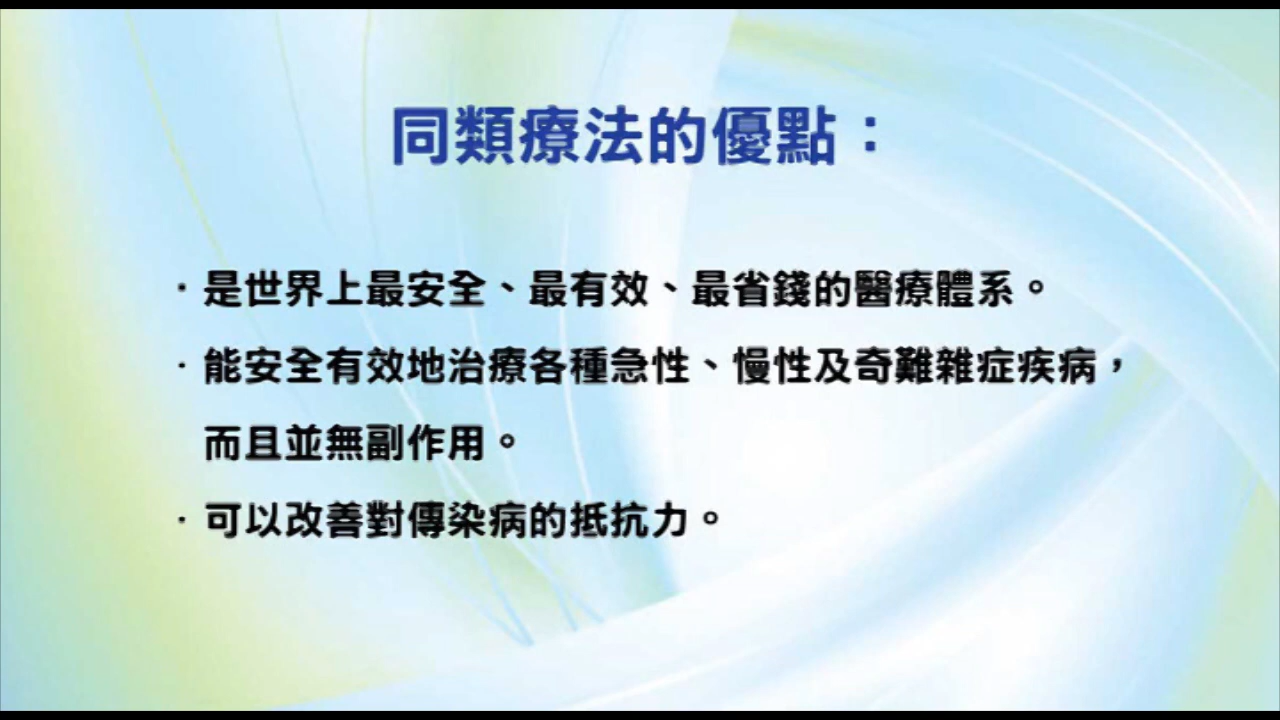 同類療法的優點：
·是世界上最安全、最有效、最省錢的醫療體系。
·能安全有效地治療各種急性、慢性及奇難雜症疾病，
而且並無副作用。
·可以改善對傳染病的抵抗力。